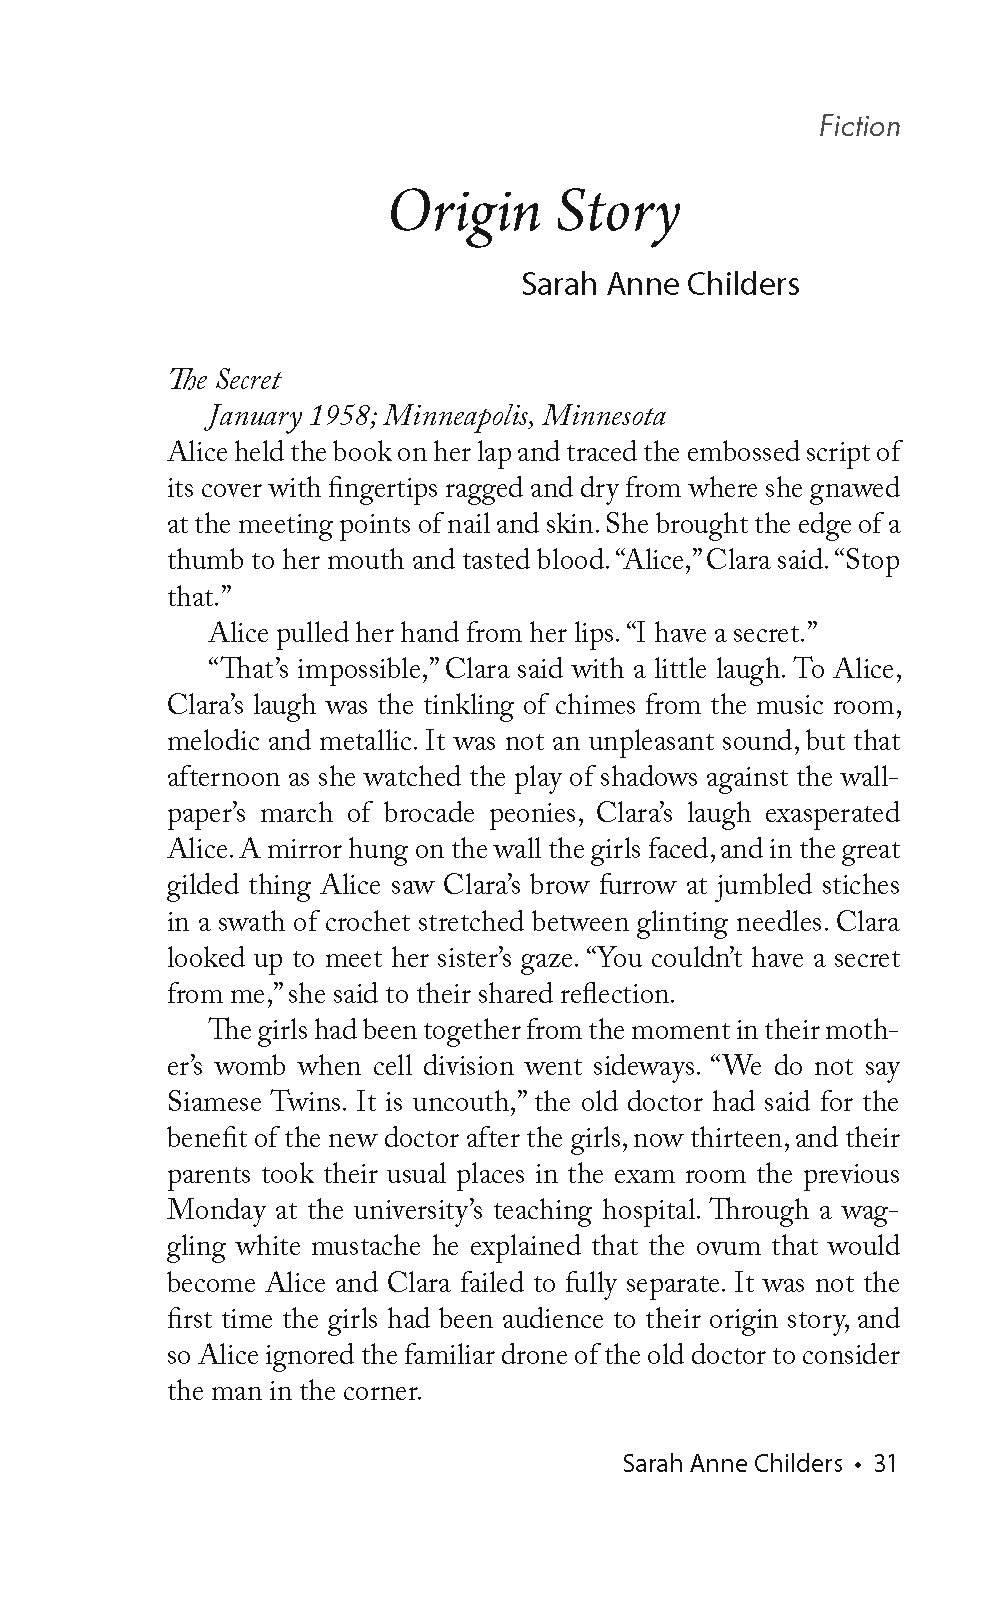 Fiction
Origin Story
Sarah Anne Childers
The Secret
January 1958; Minneapolis, Minnesota
Alice held the book on her lap and traced the embossed script of
its cover with fingertips ragged and dry from where she gnawed
at the meeting points of nail and skin. She brought the edge of a
thumb to her mouth and tasted blood. “Alice,” Clara said. “Stop
that.”
Alice pulled her hand from her lips. “I have a secret.”
“That’s impossible,” Clara said with a little laugh. To Alice,
Clara’s laugh was the tinkling of chimes from the music room,
melodic and metallic. It was not an unpleasant sound, but that
afternoon as she watched the play of shadows against the wall-
paper’s march of brocade peonies, Clara’s laugh exasperated
Alice. A mirror hung on the wall the girls faced, and in the great
gilded thing Alice saw Clara’s brow furrow at jumbled stiches
in a swath of crochet stretched between glinting needles. Clara
looked up to meet her sister’s gaze. “You couldn’t have a secret
from me,” she said to their shared reflection.
The girls had been together from the moment in their moth-
er’s womb when cell division went sideways. “We do not say
Siamese Twins. It is uncouth,” the old doctor had said for the
benefit of the new doctor after the girls, now thirteen, and their
parents took their usual places in the exam room the previous
Monday at the university’s teaching hospital. Through a wag-
gling white mustache he explained that the ovum that would
become Alice and Clara failed to fully separate. It was not the
first time the girls had been audience to their origin story, and
so Alice ignored the familiar drone of the old doctor to consider
the man in the corner.
Sarah Anne Childers • 31